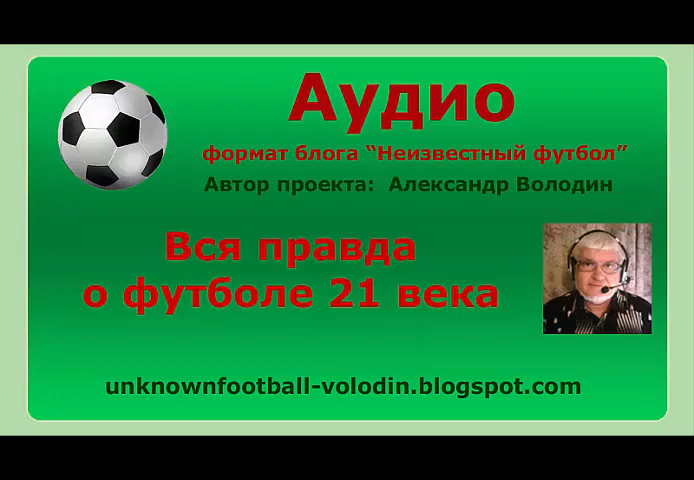 Аудио
формат блога “Неизвестный футбол”
Автор проекта: Александр Володин
Вся правда
о футболе 21 века
unknownfootball-volodin.blogspot.com